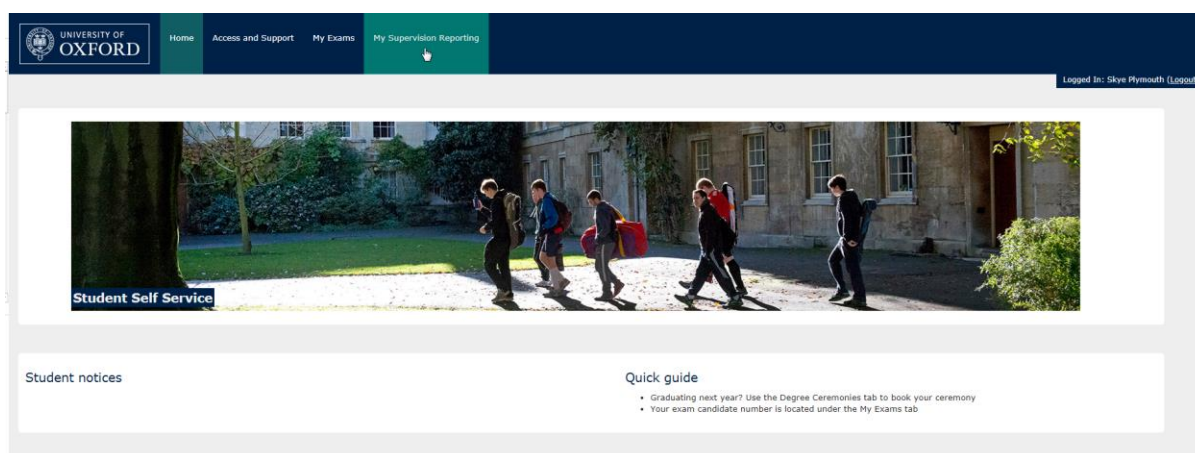 UNIVERSITY OF
OXFORD
Home
Access and Support
My Exams
My Supervision Reporting
Logged In: Skye Plymouth (Logout
Student Self Service
Student notices
Quick guide
Graduating next year? Use the Degree Ceremonies tab to book your ceremony
Your exam candidate number is located under the My Exams tab